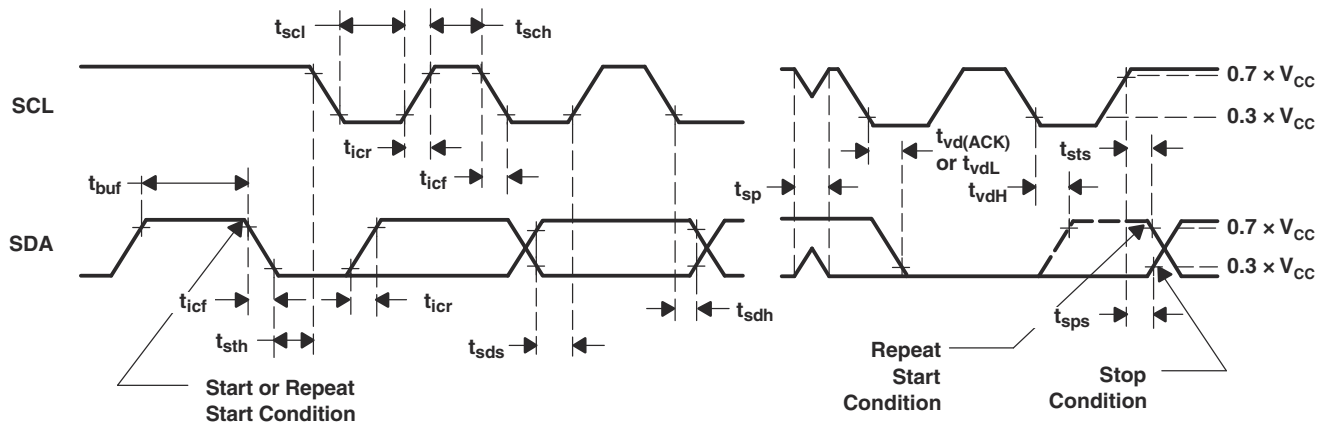 tscl
tsch
0.7 × VCC
SCL
0.3 × VCC
ticr
tvd(ACK)
or tvdL
tsts
ticf
tbuf
tsp
tvdH
SDA
0.7 × VCC
0.3 × VCC
ticf
ticr
tsdh
tsps
tsth
tsds
Start or Repeat
Start Condition
Repeat
Start
Condition
Stop
Condition